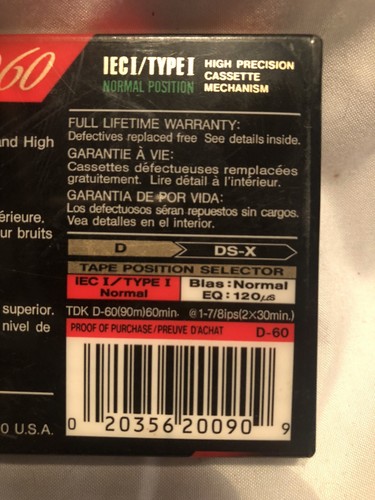 60
IECI/TYPE I
NORMAL POSITION
HIGH PRECISION
CASSETTE
MECHANISM
FULL LIFETIME WARRANTY:
Defectives replaced free See details inside.
and High
GARANTIE À VIE:
Cassettes défectueuses remplacées
gratuitement. Lire détail à l'intérieur.
GARANTIA DE POR VIDA:
Los defectuosos séran repuestos sin cargos.
Vea detalles en el interior.
érieure.
ur bruits
D
DS-X
TAPE POSITION SELECTOR
IEC I/TYPE I
Normal
Bias:Normal
EQ:120μs
superior.
nivel de
TDK D-60(90m)60min. @1-7/8ips(2×30min.)
PROOF OF PURCHASE/PREUVE D'ACHAT
D-60
0 20356 20090 9
0 U.S.A.